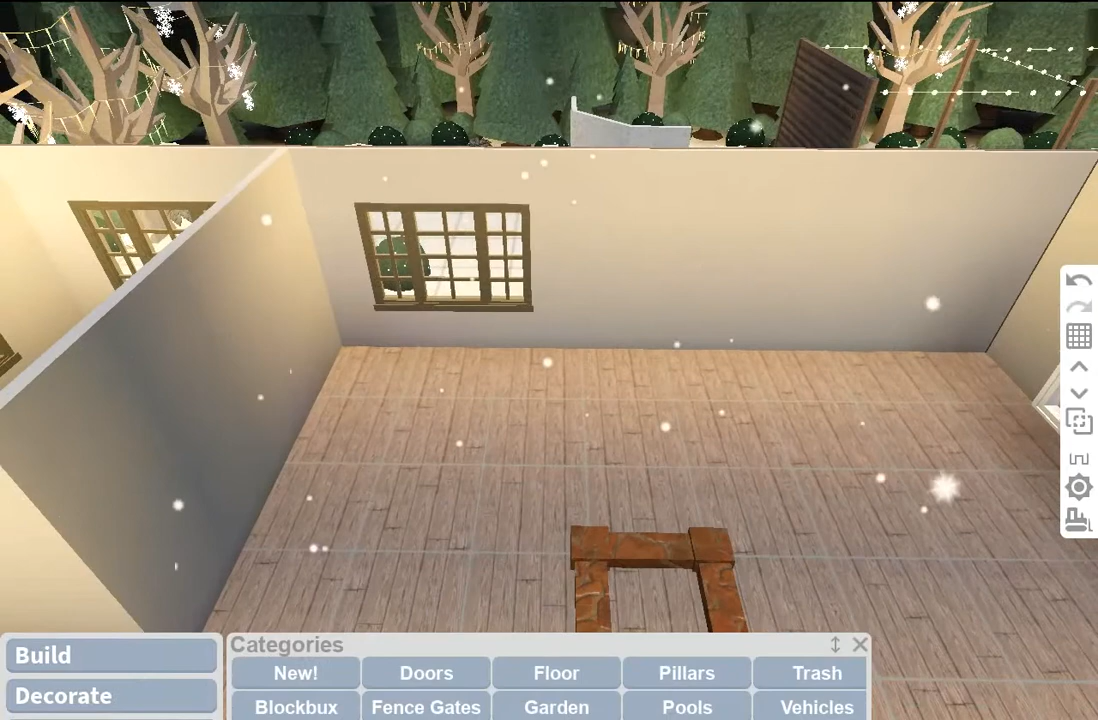 Build
Decorate
Categories
New! Doors Floor Pillars Trash
Blockbux Fence Gates Garden Pools Vehicles